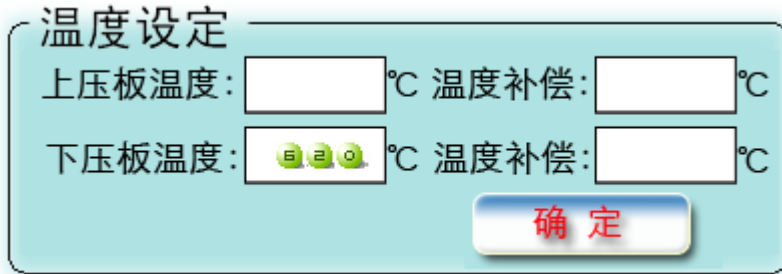 温度设定
上压板温度: ℃ 温度补偿: ℃
下压板温度: 620 ℃ 温度补偿: ℃
确 定